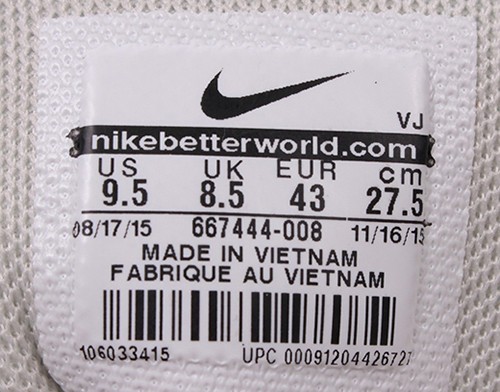 VJ
nikebetterworld.com
US UK EUR cm
9.5 8.5 43 27.5
08/17/15 667444-008 11/16/15
MADE IN VIETNAM
FABRIQUE AU VIETNAM
106033415 UPC 00091204426727